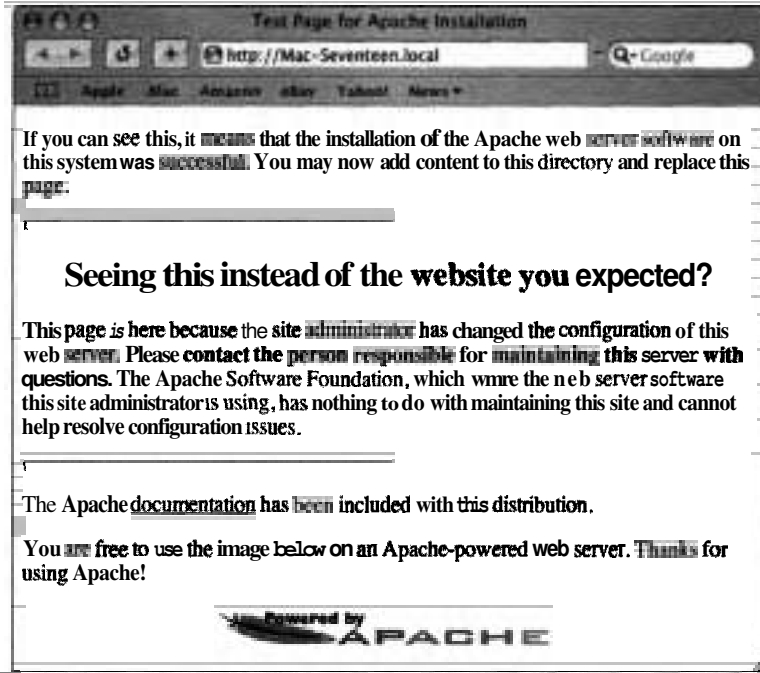 Test Page for Apache Installation
http://Mac-Seventeen.local
Q- Google
Apple Mac Amazon eBay Yahoo! News
If you can see this, it means that the installation of the Apache web server software on
this system was successful. You may now add content to this directory and replace this
page.
Seeing this instead of the website you expected?
This page is here because the site administrator has changed the configuration of this
web server. Please contact the person responsible for maintaining this server with
questions. The Apache Software Foundation, which wmre the neb server software
this site administrator is using, has nothing to do with maintaining this site and cannot
help resolve configuration issues.
The Apache documentation has been included with this distribution.
You are free to use the image below on an Apache-powered web server. Thanks for
using Apache!
Powered by
APACHE